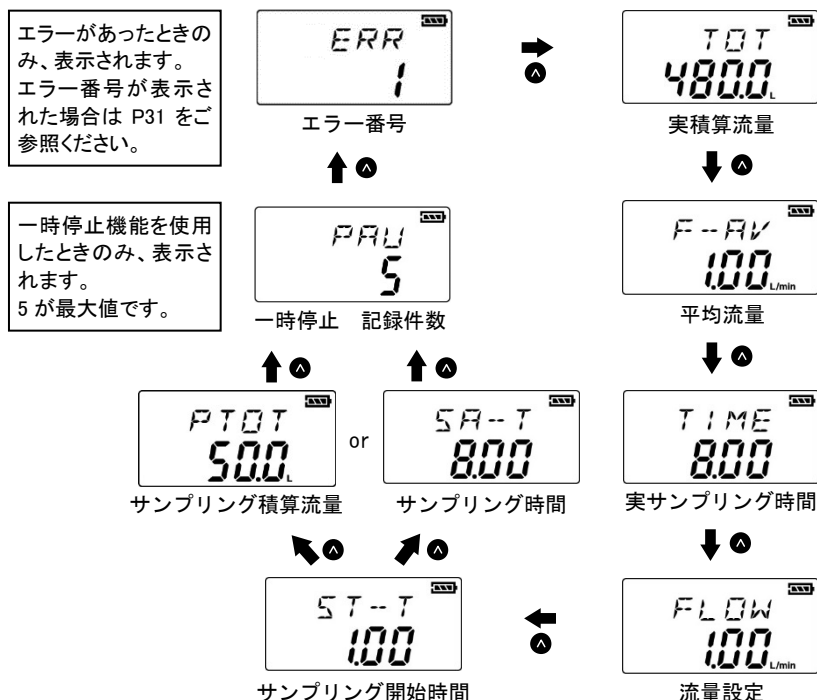 エラーがあったときの
み、表示されます。
エラー番号が表示さ
れた場合は P31 をご
参照ください。
ERR
1
エラー番号
TOT
480.0 L
実積算流量
一時停止機能を使用
したときのみ、表示さ
れます。
5 が最大値です。
PAU
5
一時停止 記録件数
F--AV
1.00 L/min
平均流量
PTOT
50.0 L
サンプリング積算流量
or
SA--T
8.00
サンプリング時間
TIME
8.00
実サンプリング時間
ST--T
1.00
サンプリング開始時間
FLOW
1.00 L/min
流量設定